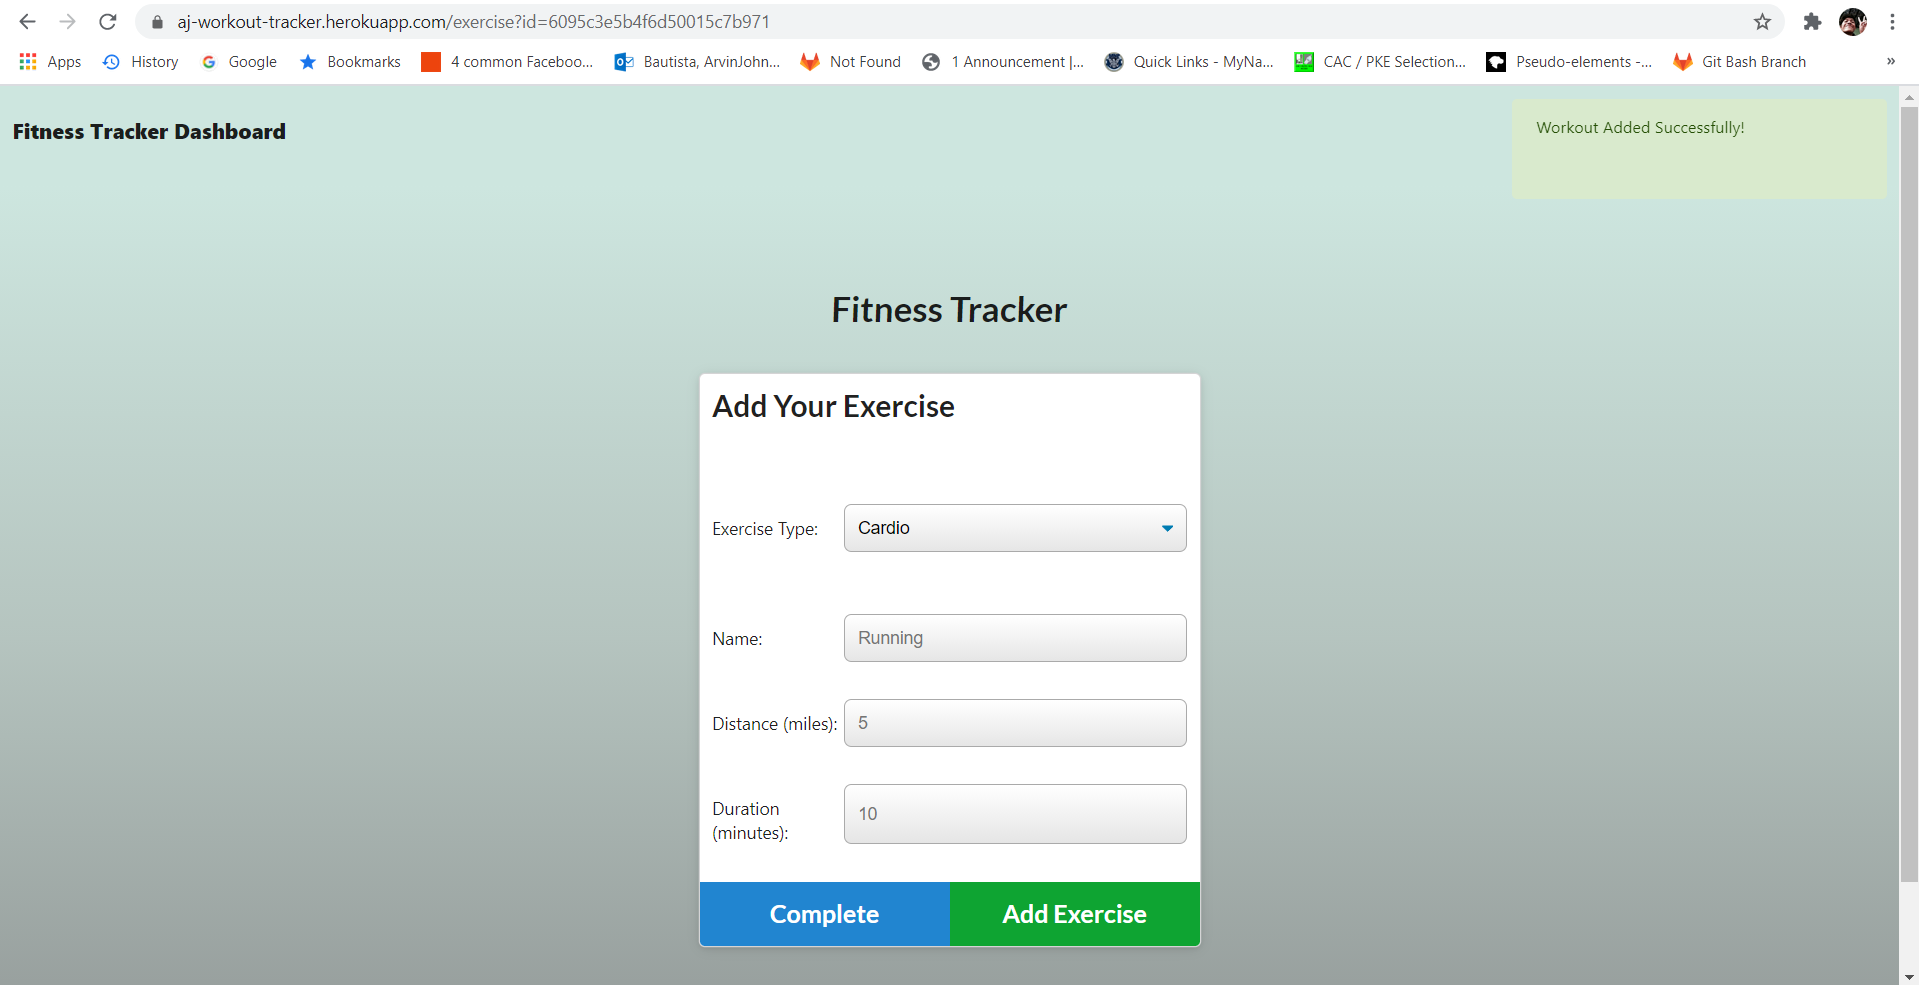 aj-workout-tracker.herokuapp.com/exercise?id=6095c3e5b4f6d50015c7b971
Apps History Google Bookmarks 4 common Faceboo... Bautista, ArvinJohn... Not Found 1 Announcement |... Quick Links - MyNa... CAC / PKE Selection... Pseudo-elements -... Git Bash Branch »
Fitness Tracker Dashboard
Workout Added Successfully!
Fitness Tracker
Add Your Exercise
Exercise Type: Cardio
Name: Running
Distance (miles): 5
Duration
(minutes): 10
Complete Add Exercise